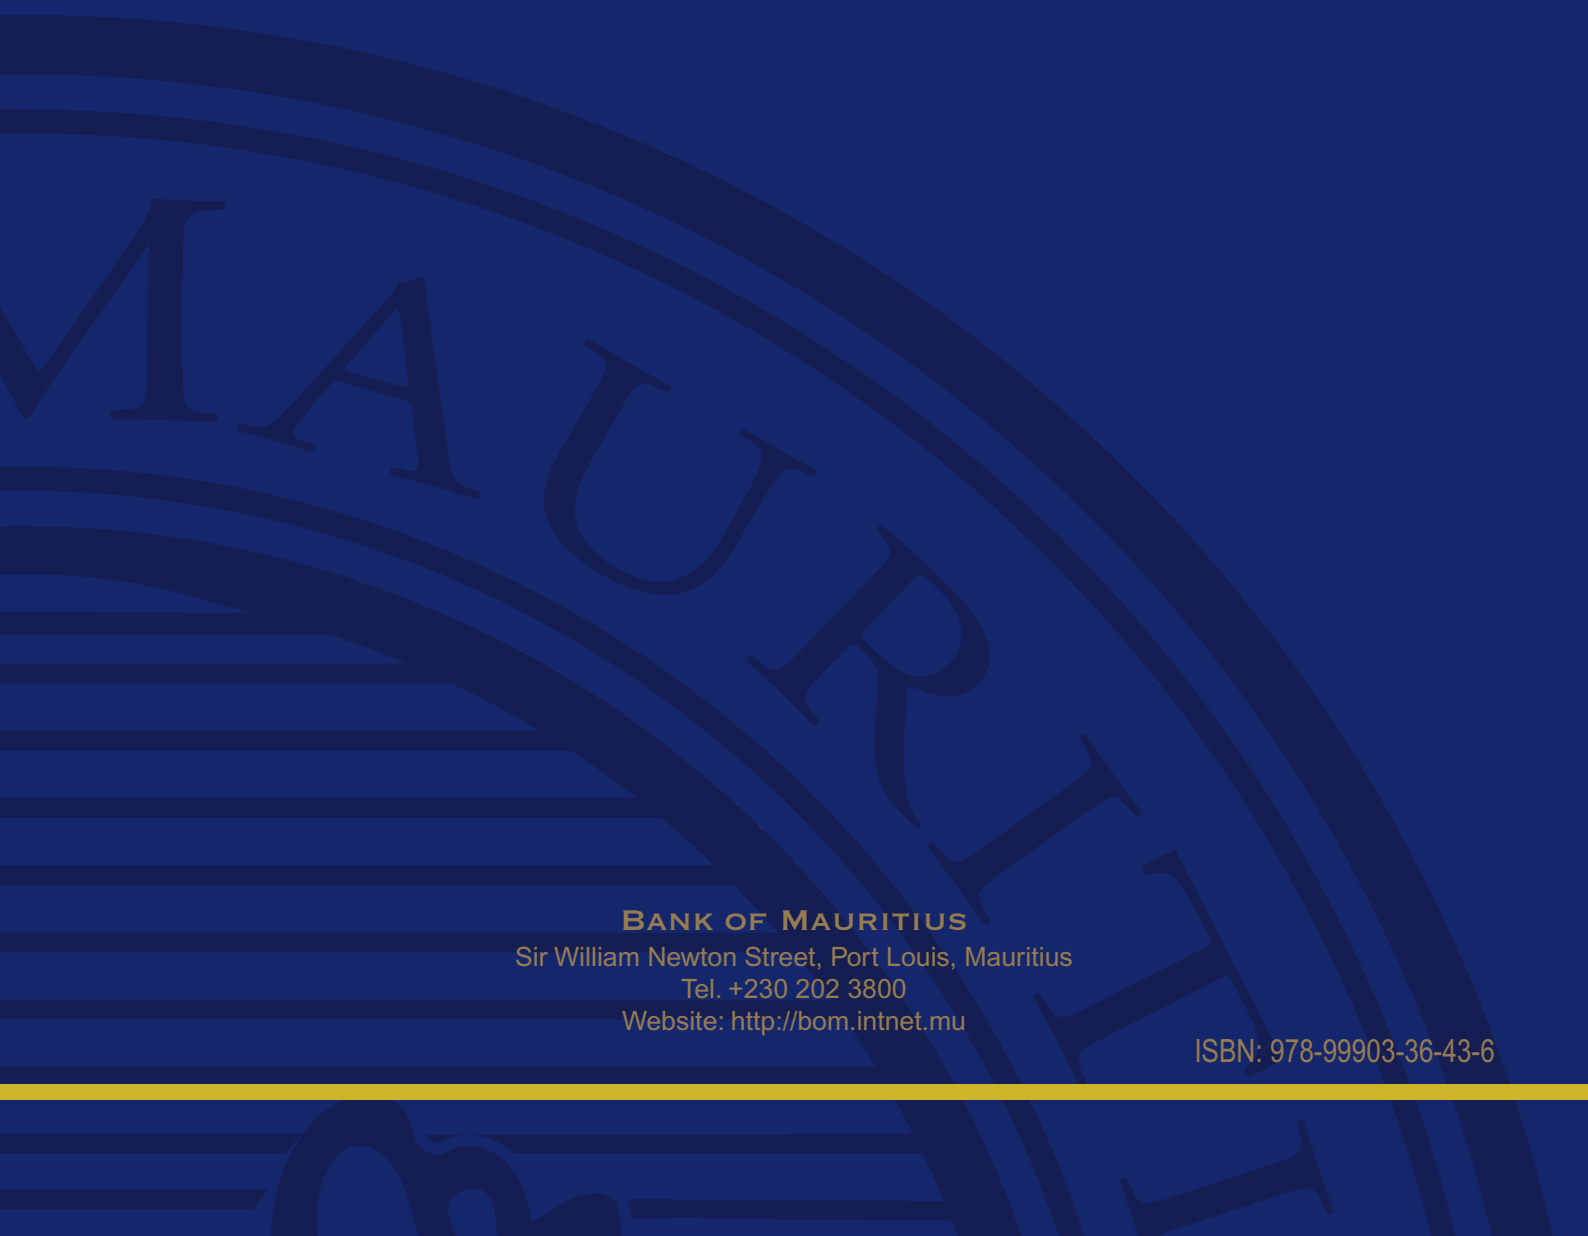 MAURITI
BANK OF MAURITIUS
Sir William Newton Street, Port Louis, Mauritius
Tel. +230 202 3800
Website: http://bom.intnet.mu
ISBN: 978-99903-36-43-6